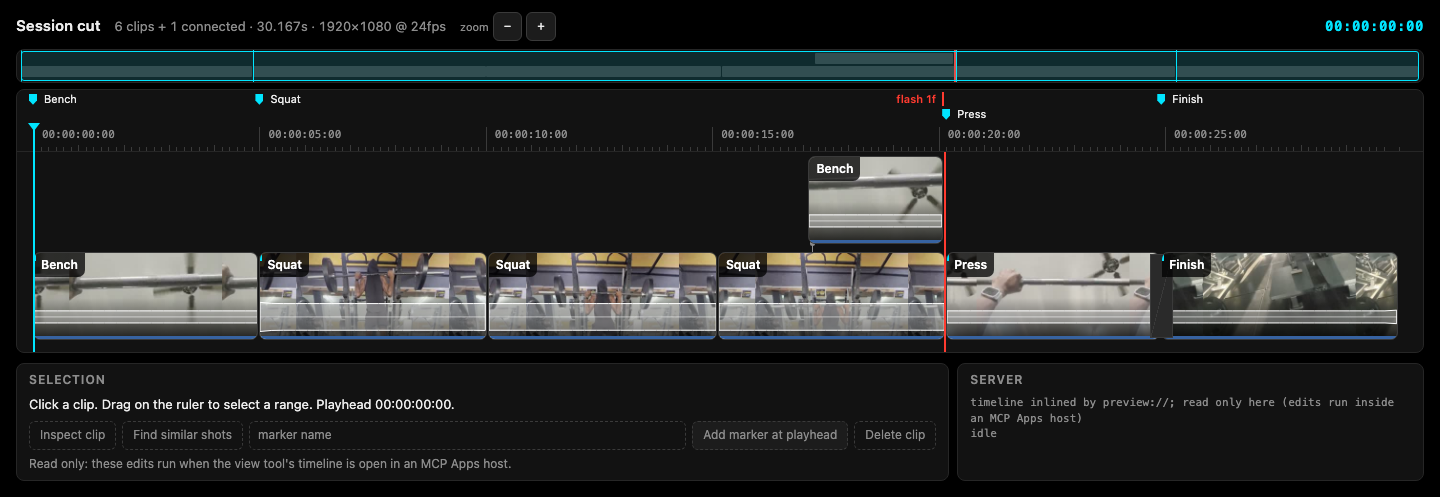 Session cut 6 clips + 1 connected · 30.167s · 1920×1080 @ 24fps zoom − + 00:00:00:00
Bench Squat flash 1f Finish
Press
00:00:00:00 00:00:05:00 00:00:10:00 00:00:15:00 00:00:20:00 00:00:25:00
Bench
Bench Squat Squat Squat Press Finish
SELECTION
Click a clip. Drag on the ruler to select a range. Playhead 00:00:00:00.
Inspect clip Find similar shots marker name Add marker at playhead Delete clip
Read only: these edits run when the view tool's timeline is open in an MCP Apps host.
SERVER
timeline inlined by preview://; read only here (edits run inside
an MCP Apps host)
idle